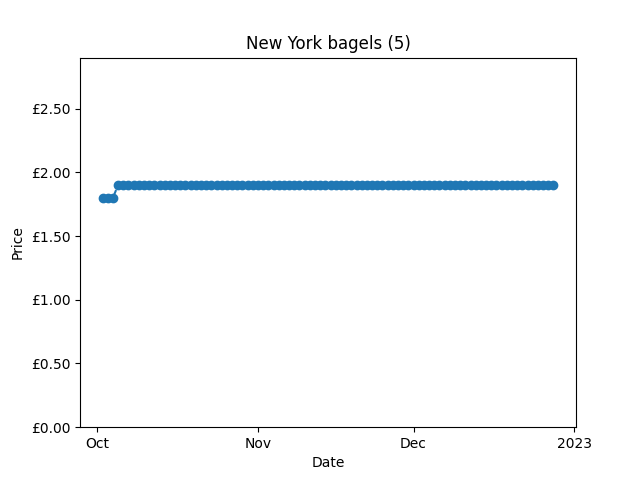 New York bagels (5)
£2.50
£2.00
£1.50
£1.00
£0.50
£0.00
Price
Oct Nov Dec 2023
Date